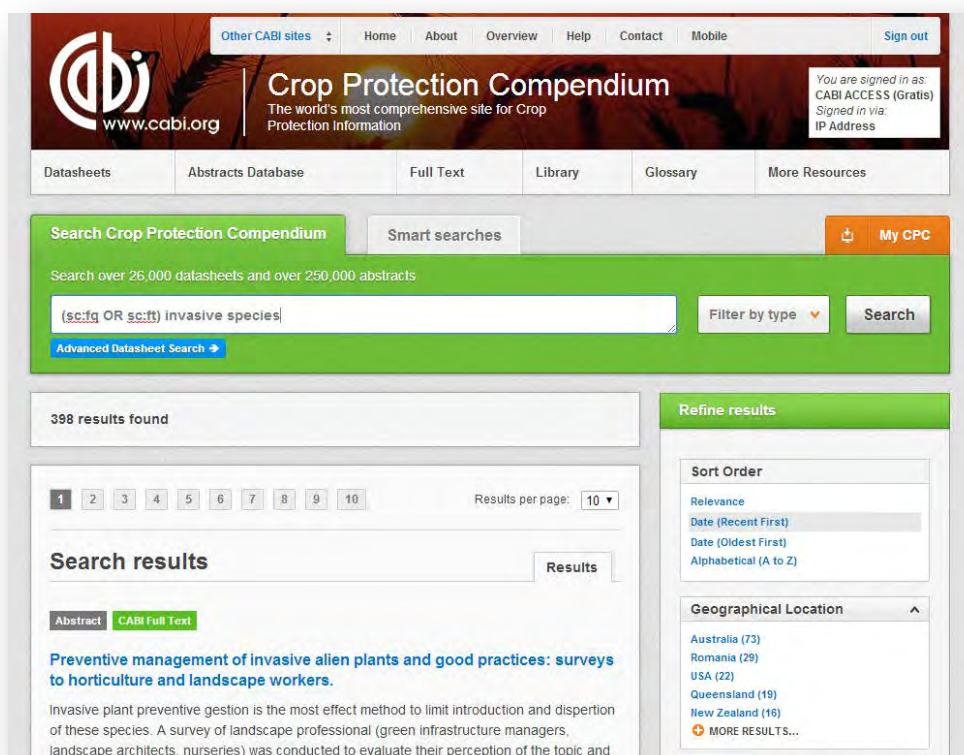 Other CABI sites
Home About Overview Help Contact Mobile
Sign out
cabi
www.cabi.org
Crop Protection Compendium
The world's most comprehensive site for Crop
Protection Information
You are signed in as:
CABI ACCESS (Gratis)
Signed in via:
IP Address
Datasheets Abstracts Database Full Text Library Glossary More Resources
Search Crop Protection Compendium
Smart searches
My CPC
Search over 26,000 datasheets and over 250,000 abstracts
(sc:fq OR sc:ft) invasive species
Filter by type
Search
Advanced Datasheet Search
398 results found
1 2 3 4 5 6 7 8 9 10
Results per page: 10
Search results
Results
Abstract CABI Full Text
Preventive management of invasive alien plants and good practices: surveys
to horticulture and landscape workers.
Invasive plant preventive gestion is the most effect method to limit introduction and dispertion
of these species. A survey of landscape professional (green infrastructure managers,
landscape architects, nurseries) was conducted to evaluate their perception of the topic and
Refine results
Sort Order
Relevance
Date (Recent First)
Date (Oldest First)
Alphabetical (A to Z)
Geographical Location
Australia (73)
Romania (29)
USA (22)
Queensland (19)
New Zealand (16)
MORE RESULTS...